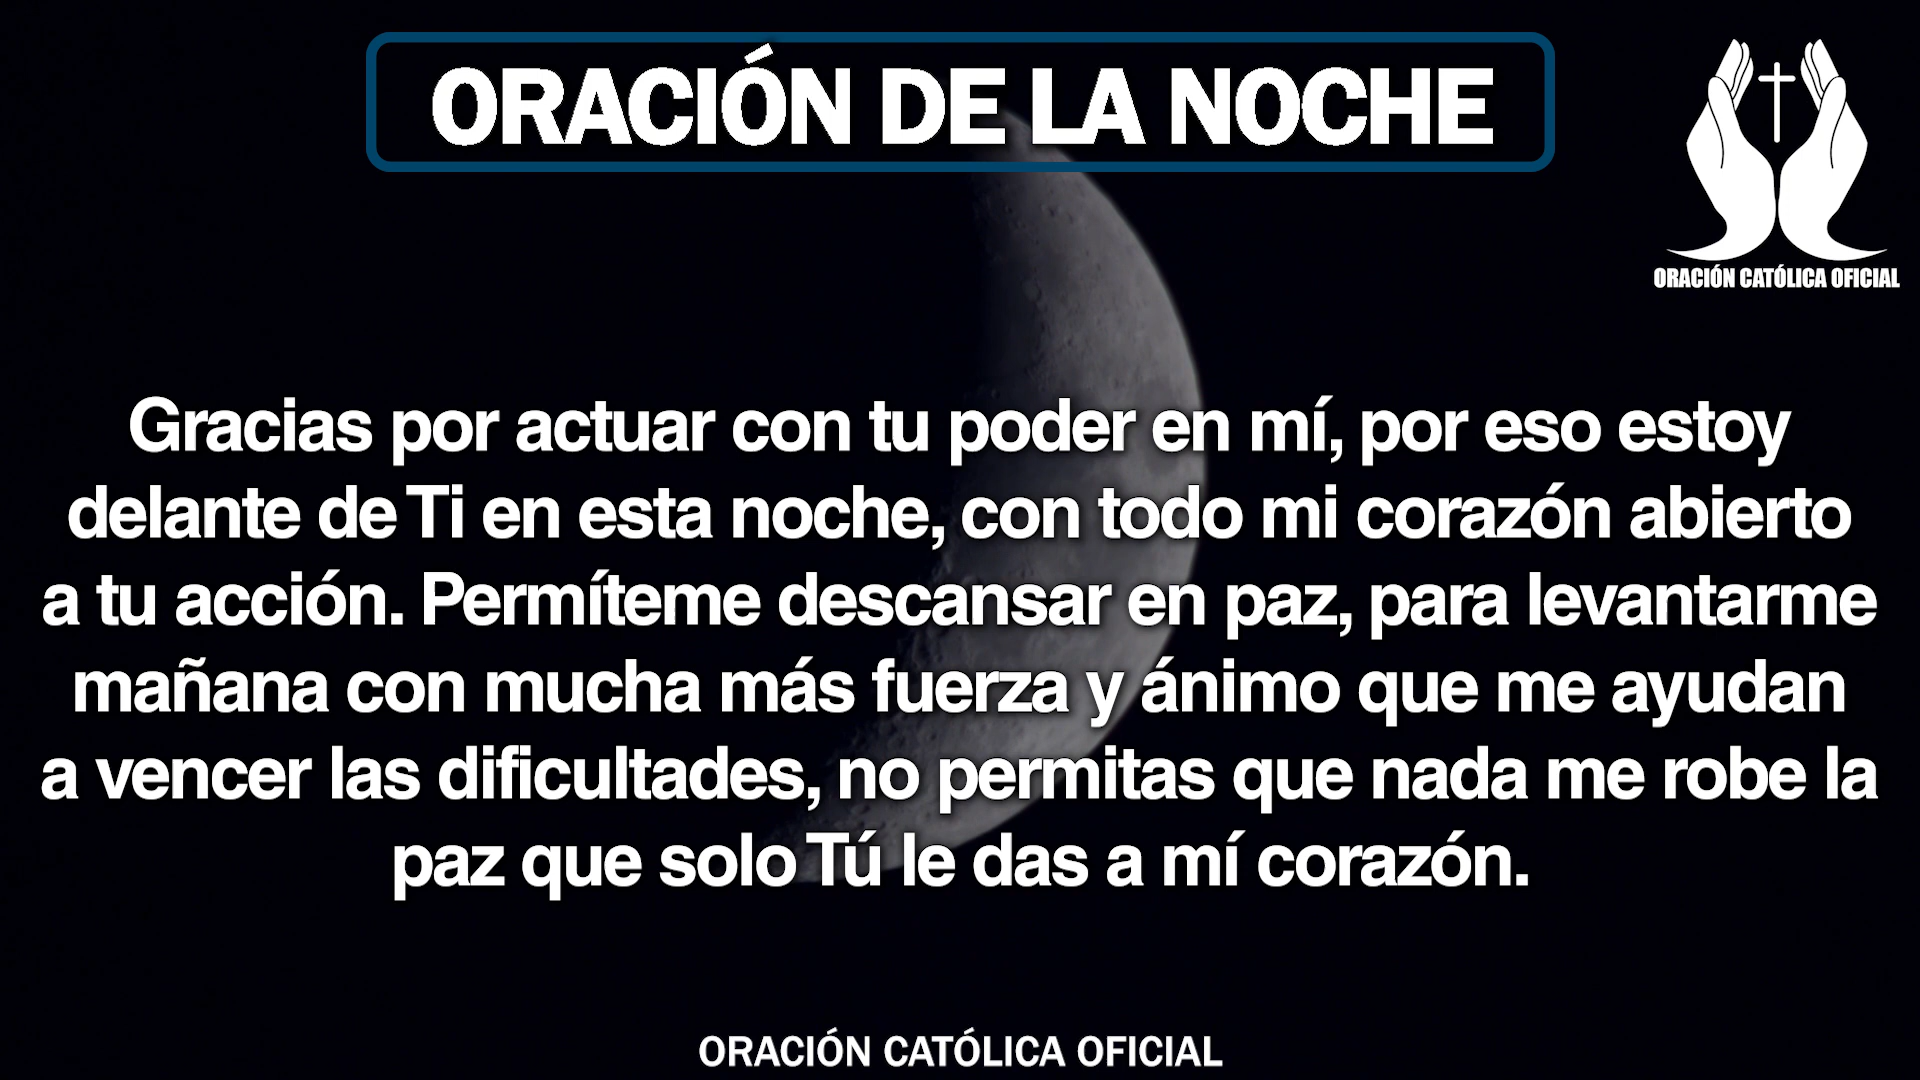 ORACIÓN DE LA NOCHE
ORACIÓN CATÓLICA OFICIAL
Gracias por actuar con tu poder en mí, por eso estoy
delante de Ti en esta noche, con todo mi corazón abierto
a tu acción. Permíteme descansar en paz, para levantarme
mañana con mucha más fuerza y ánimo que me ayudan
a vencer las dificultades, no permitas que nada me robe la
paz que solo Tú le das a mí corazón.
ORACIÓN CATÓLICA OFICIAL